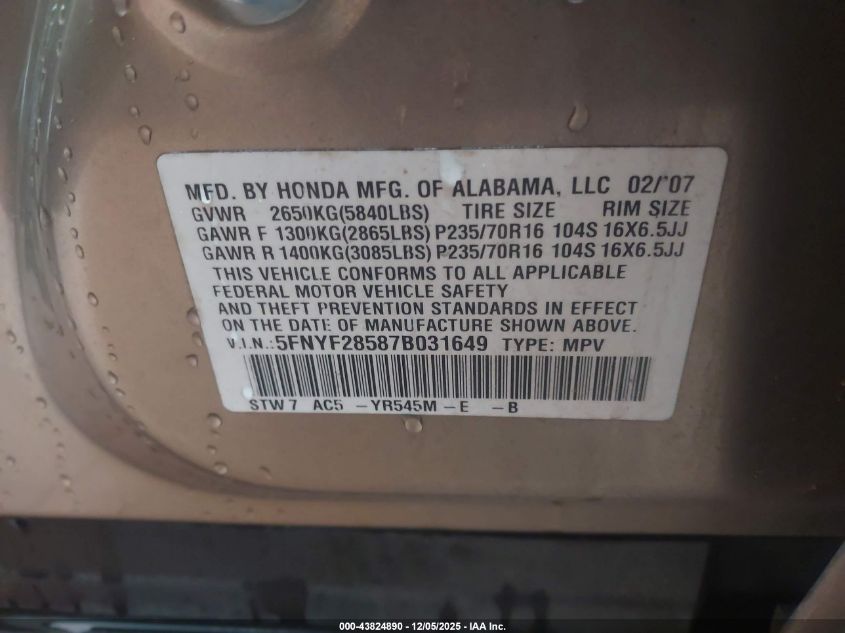 MFD. BY HONDA MFG. OF ALABAMA, LLC 02/'07
GVWR 2650KG(5840LBS) TIRE SIZE RIM SIZE
GAWR F 1300KG(2865LBS) P235/70R16 104S 16X6.5JJ
GAWR R 1400KG(3085LBS) P235/70R16 104S 16X6.5JJ
THIS VEHICLE CONFORMS TO ALL APPLICABLE
FEDERAL MOTOR VEHICLE SAFETY
AND THEFT PREVENTION STANDARDS IN EFFECT
ON THE DATE OF MANUFACTURE SHOWN ABOVE.
V.I.N.: 5FNYF28587B031649 TYPE: MPV
STW7 AC5 -YR545M-E -B
000-43824890 - 12/05/2025 - IAA Inc.